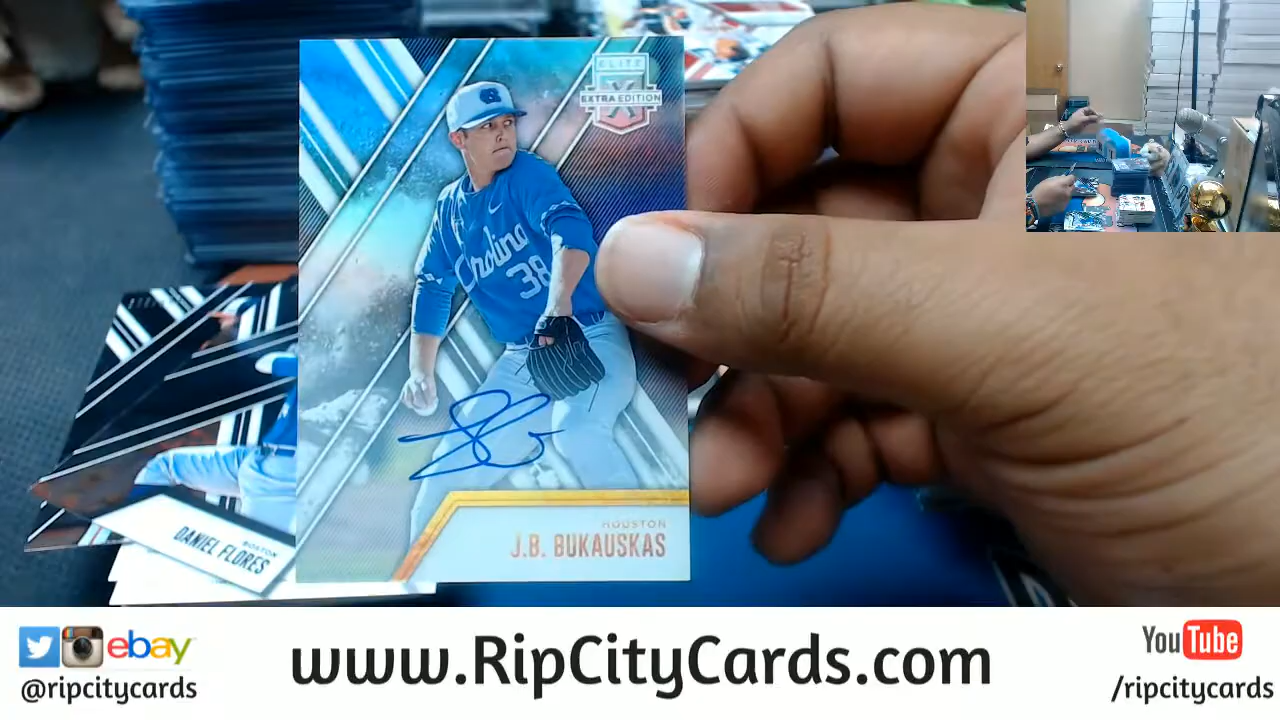 ELITE
X
EXTRA EDITION
Carolina
38
HOUSTON
J.B. BUKAUSKAS
BOSTON
DANIEL FLORES
ebay
@ripcitycards
www.RipCityCards.com
YouTube
/ripcitycards